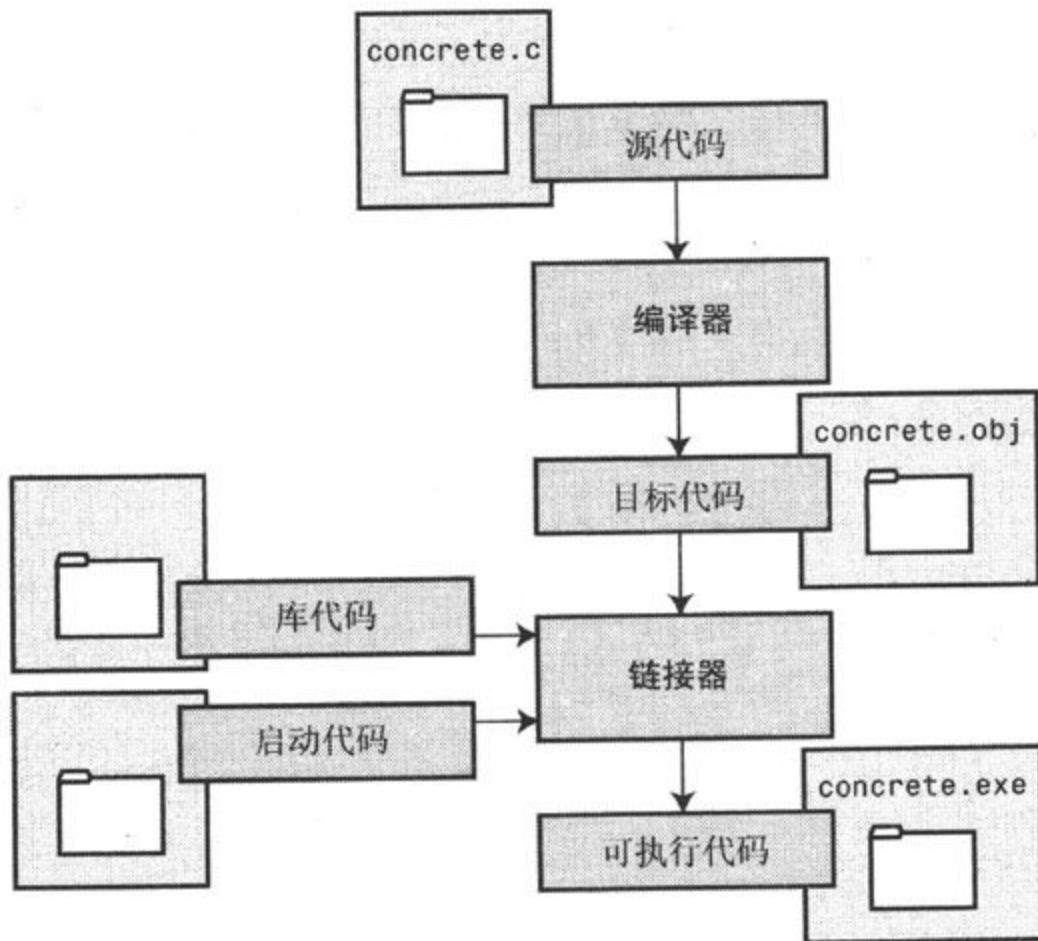 concrete.c
源代码
编译器
concrete.obj
目标代码
库代码
链接器
启动代码
concrete.exe
可执行代码